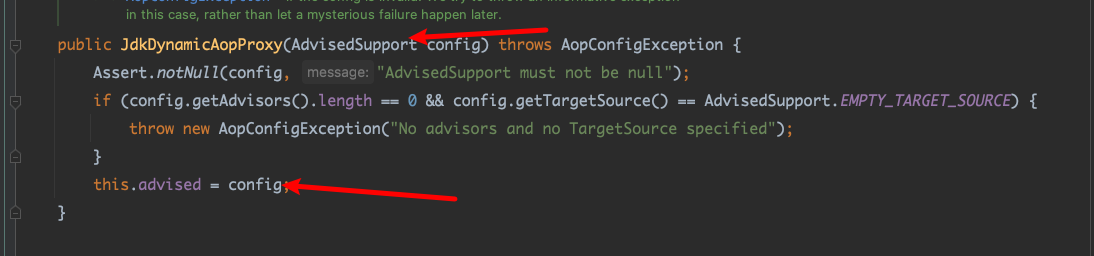 in this case, rather than let a mysterious failure happen later.
public JdkDynamicAopProxy(AdvisedSupport config) throws AopConfigException {
Assert.notNull(config, message: "AdvisedSupport must not be null");
if (config.getAdvisors().length == 0 && config.getTargetSource() == AdvisedSupport.EMPTY_TARGET_SOURCE) {
throw new AopConfigException("No advisors and no TargetSource specified");
}
this.advised = config;
}